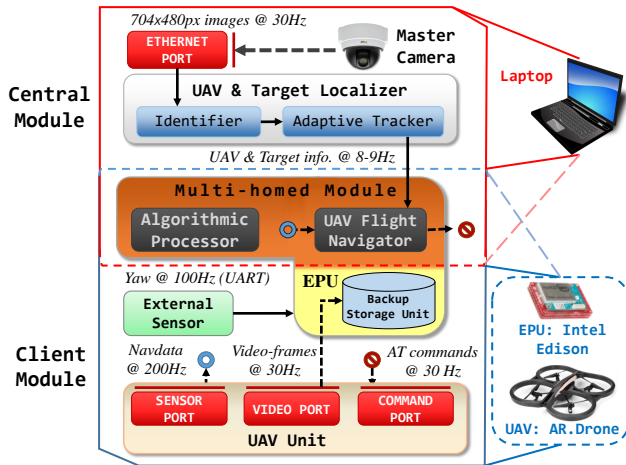 704x480px images @ 30Hz
ETHERNET
PORT
Master
Camera
Laptop
Central
Module
UAV & Target Localizer
Identifier
Adaptive Tracker
UAV & Target info. @ 8-9Hz
Multi-homed Module
Algorithmic
Processor
UAV Flight
Navigator
Yaw @ 100Hz (UART)
EPU
External
Sensor
Backup
Storage Unit
EPU: Intel
Edison
Client
Module
Navdata
@ 200Hz
Video-frames
@ 30Hz
AT commands
@ 30 Hz
SENSOR
PORT
VIDEO PORT
COMMAND
PORT
UAV Unit
UAV: AR.Drone